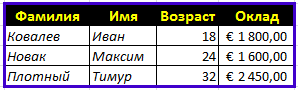 Фамилия Имя Возраст Оклад
Ковалев Иван 18 € 1 800,00
Новак Максим 24 € 1 600,00
Плотный Тимур 32 € 2 450,00